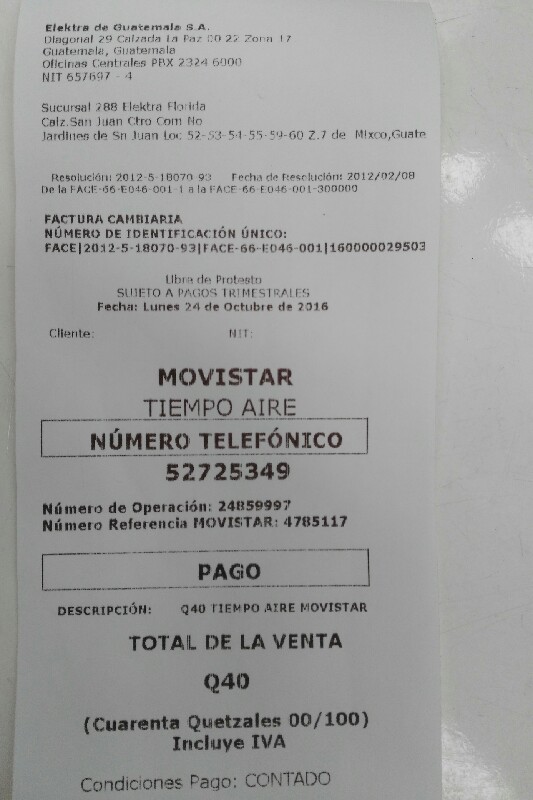 Elektra de Guatemala S.A.
Diagonal 29 Calzada La Paz 00 22 Zona 17
Guatemala, Guatemala
Oficinas Centrales PBX 2324 6000
NIT 657697 - 4
Sucursal 288 Elektra Florida
Calz.San Juan Ctro Com No
Jardines de Sn Juan Loc 52-53-54-55-59-60 Z.7 de Mixco,Guate
Resolución: 2012-5-18070-93 Fecha de Resolución: 2012/02/08
De la FACE-66-E046-001-1 a la FACE-66-E046-001-300000
FACTURA CAMBIARIA
NÚMERO DE IDENTIFICACIÓN ÚNICO:
FACE|2012-5-18070-93|FACE-66-E046-001|160000029503
Libre de Protesto
SUJETO A PAGOS TRIMESTRALES
Fecha: Lunes 24 de Octubre de 2016
Cliente: NIT:
MOVISTAR
TIEMPO AIRE
NÚMERO TELEFÓNICO
52725349
Número de Operación: 24859997
Número Referencia MOVISTAR: 4785117
PAGO
DESCRIPCIÓN: Q40 TIEMPO AIRE MOVISTAR
TOTAL DE LA VENTA
Q40
(Cuarenta Quetzales 00/100)
Incluye IVA
Condiciones Pago: CONTADO